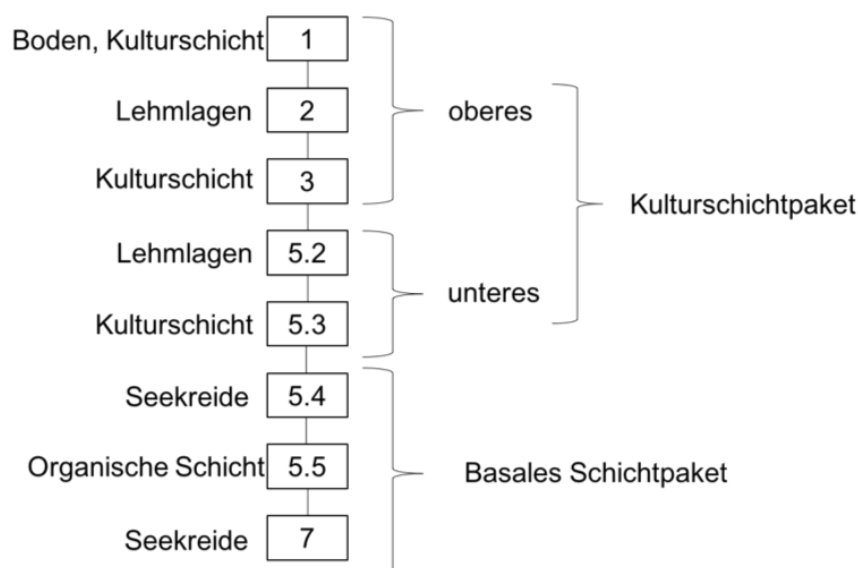 Boden, Kulturschicht 1
Lehmlagen 2 oberes
Kulturschicht 3
Kulturschichtpaket
Lehmlagen 5.2
unteres
Kulturschicht 5.3
Seekreide 5.4
Organische Schicht 5.5 Basales Schichtpaket
Seekreide 7